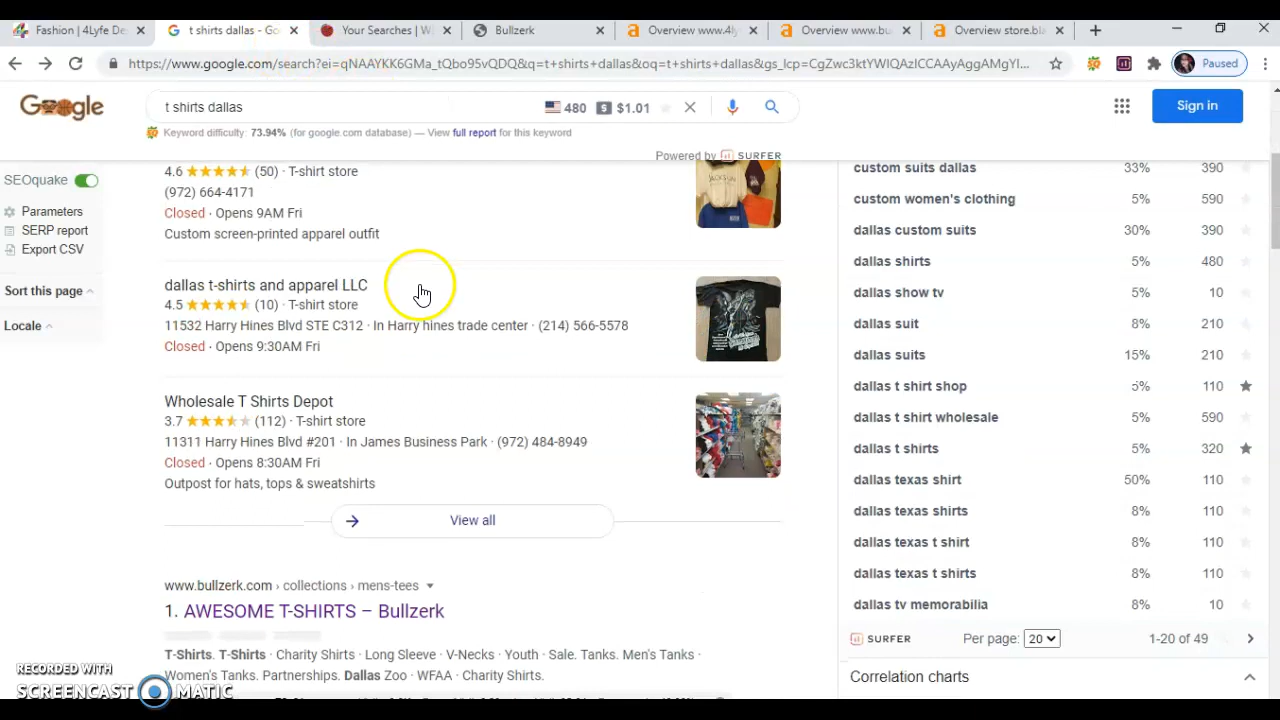 Fashion | 4Lyfe De
t shirts dallas - Go
Your Searches | W
Bullzerk
Overview www.4ly
Overview www.bu
Overview store.bla
https://www.google.com/search?ei=qNAAYKK6GMa_tQbo95vQDQ&q=t+shirts+dallas&oq=t+shirts+dallas&gs_lcp=CgZwc3ktYWIQAzICCAAyAggAMgYI...
Paused
Google
t shirts dallas
480
$1.01
Sign in
Keyword difficulty: 73.94% (for google.com database) — View full report for this keyword
Powered by SURFER
SEOquake
Parameters
SERP report
Export CSV
Sort this page
Locale
4.6 ★★★★★ (50) · T-shirt store
(972) 664-4171
Closed · Opens 9AM Fri
Custom screen-printed apparel outfit
dallas t-shirts and apparel LLC
4.5 ★★★★★ (10) · T-shirt store
11532 Harry Hines Blvd STE C312 · In Harry hines trade center · (214) 566-5578
Closed · Opens 9:30AM Fri
Wholesale T Shirts Depot
3.7 ★★★★★ (112) · T-shirt store
11311 Harry Hines Blvd #201 · In James Business Park · (972) 484-8949
Closed · Opens 8:30AM Fri
Outpost for hats, tops & sweatshirts
View all
www.bullzerk.com › collections › mens-tees
1. AWESOME T-SHIRTS – Bullzerk
T-Shirts. T-Shirts · Charity Shirts · Long Sleeve · V-Necks · Youth · Sale. Tanks. Men's Tanks ·
Women's Tanks. Partnerships. Dallas Zoo · WFAA · Charity Shirts.
custom suits dallas 33% 390
custom women's clothing 5% 390
dallas custom suits 30% 390
dallas shirts 5% 480
dallas show tv 5% 10
dallas suit 8% 210
dallas suits 15% 210
dallas t shirt shop 5% 110
dallas t shirt wholesale 5% 590
dallas t shirts 5% 320
dallas texas shirt 50% 110
dallas texas shirts 8% 110
dallas texas t shirt 8% 110
dallas texas t shirts 8% 110
dallas tv memorabilia 8% 10
SURFER
Per page: 20
1-20 of 49
Correlation charts
RECORDED WITH
SCREENCAST MATIC